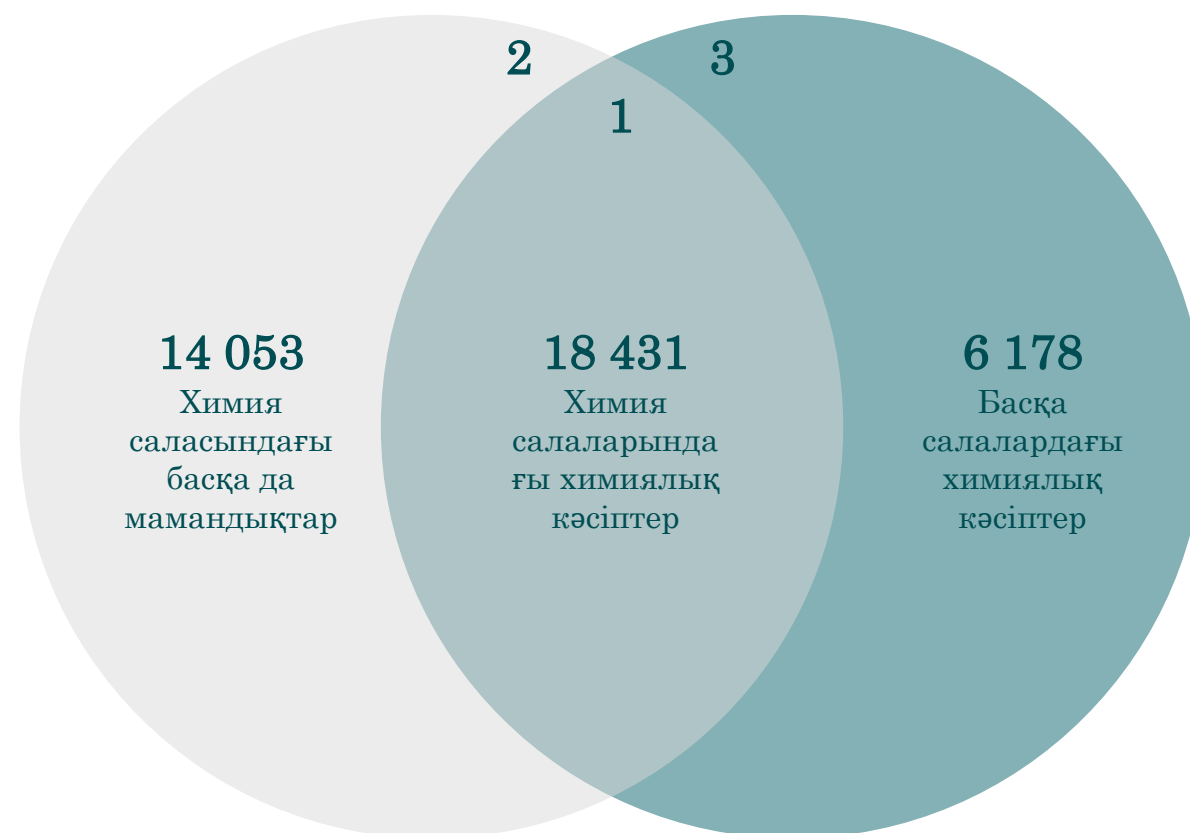 2
3
1
14 053
Химия
саласындағы
басқа да
мамандықтар
18 431
Химия
салаларында
ғы химиялық
кәсіптер
6 178
Басқа
салалардағы
химиялық
кәсіптер